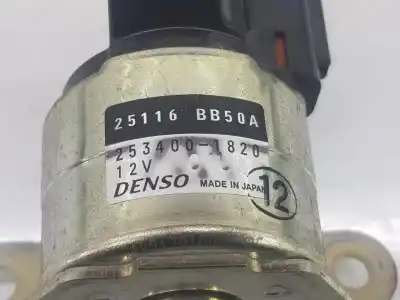 25116 BB50A
253400-1820
12V
DENSO MADE IN JAPAN
12